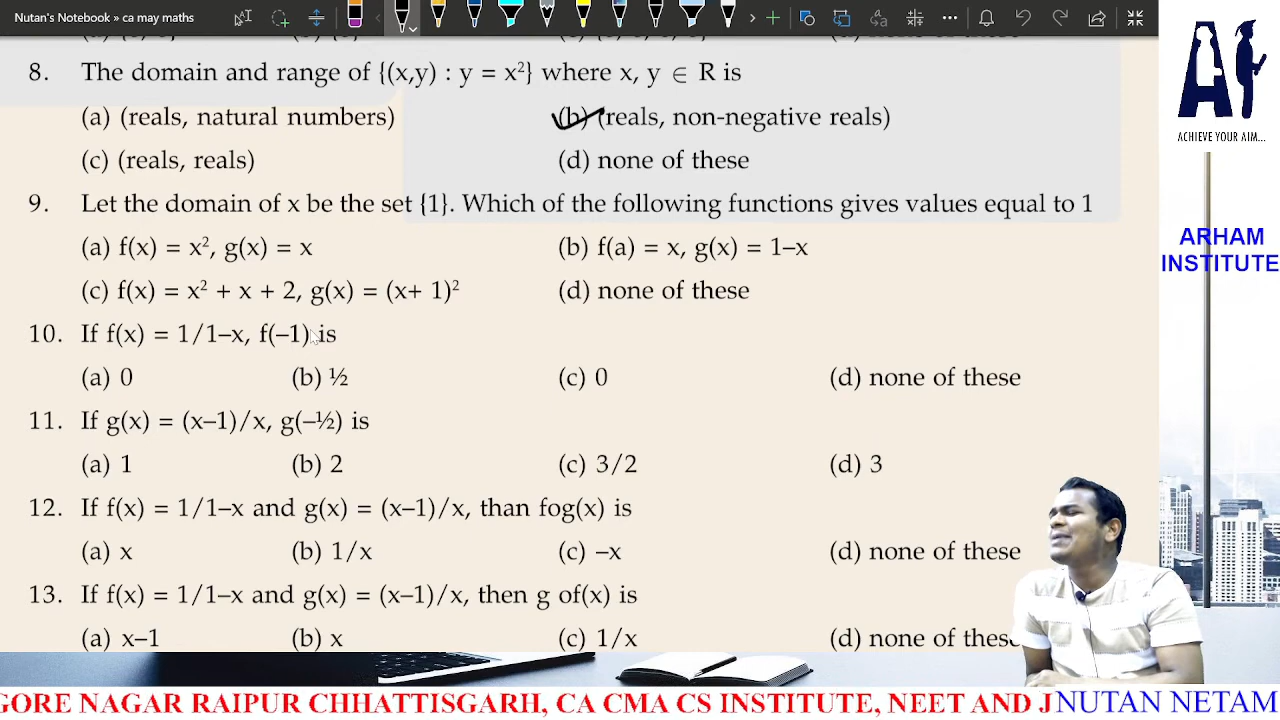 Nutan's Notebook » ca may maths
8. The domain and range of {(x,y) : y = x²} where x, y ∈ R is
(a) (reals, natural numbers) (b) (reals, non-negative reals)
(c) (reals, reals) (d) none of these
9. Let the domain of x be the set {1}. Which of the following functions gives values equal to 1
(a) f(x) = x², g(x) = x (b) f(a) = x, g(x) = 1–x
(c) f(x) = x² + x + 2, g(x) = (x+ 1)² (d) none of these
10. If f(x) = 1/1–x, f(–1) is
(a) 0 (b) ½ (c) 0 (d) none of these
11. If g(x) = (x–1)/x, g(–½) is
(a) 1 (b) 2 (c) 3/2 (d) 3
12. If f(x) = 1/1–x and g(x) = (x–1)/x, than fog(x) is
(a) x (b) 1/x (c) –x (d) none of these
13. If f(x) = 1/1–x and g(x) = (x–1)/x, then g of(x) is
(a) x–1 (b) x (c) 1/x (d) none of these
ACHIEVE YOUR AIM...
ARHAM
INSTITUTE
GORE NAGAR RAIPUR CHHATTISGARH, CA CMA CS INSTITUTE, NEET AND J
NUTAN NETAM